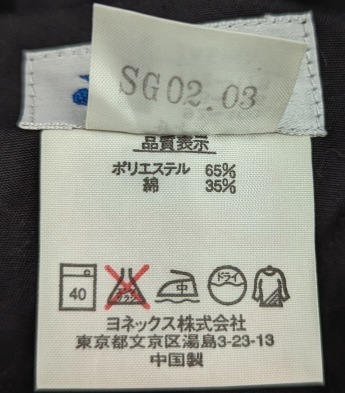 SG02.03
品質表示
ポリエステル 65%
綿 35%
40 中 ドライ
ヨネックス株式会社
東京都文京区湯島3-23-13
中国製